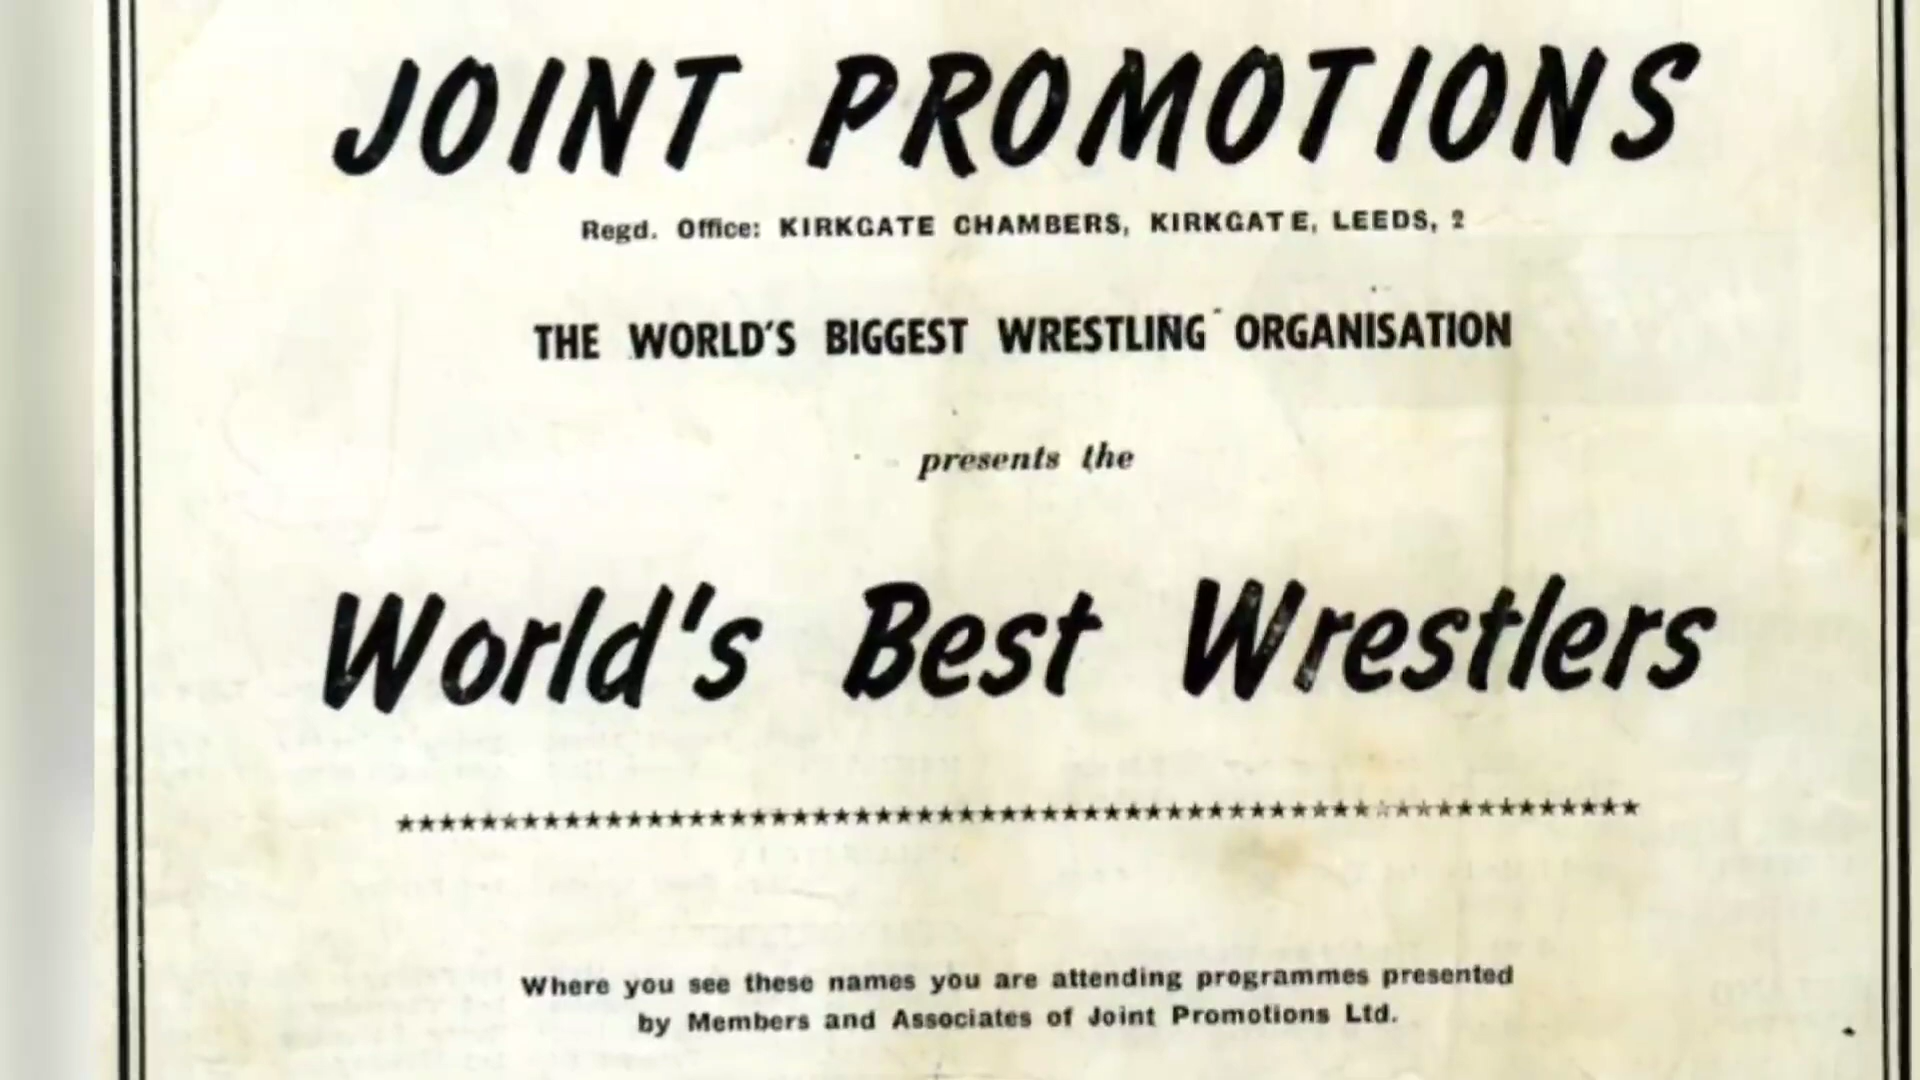 JOINT PROMOTIONS
Regd. Office: KIRKGATE CHAMBERS, KIRKGATE, LEEDS, 2
THE WORLD'S BIGGEST WRESTLING ORGANISATION
presents the
World's Best Wrestlers
************************************************************
Where you see these names you are attending programmes presented
by Members and Associates of Joint Promotions Ltd.